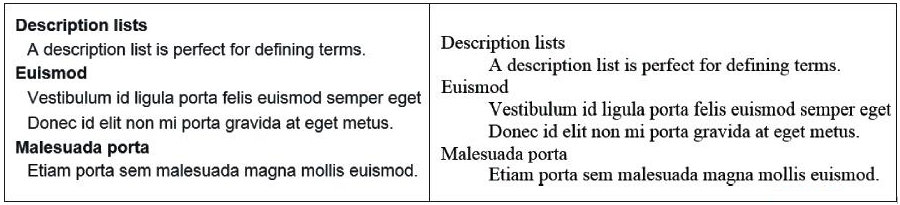 Description lists
A description list is perfect for defining terms.
Euismod
Vestibulum id ligula porta felis euismod semper eget
Donec id elit non mi porta gravida at eget metus.
Malesuada porta
Etiam porta sem malesuada magna mollis euismod.
Description lists
A description list is perfect for defining terms.
Euismod
Vestibulum id ligula porta felis euismod semper eget
Donec id elit non mi porta gravida at eget metus.
Malesuada porta
Etiam porta sem malesuada magna mollis euismod.